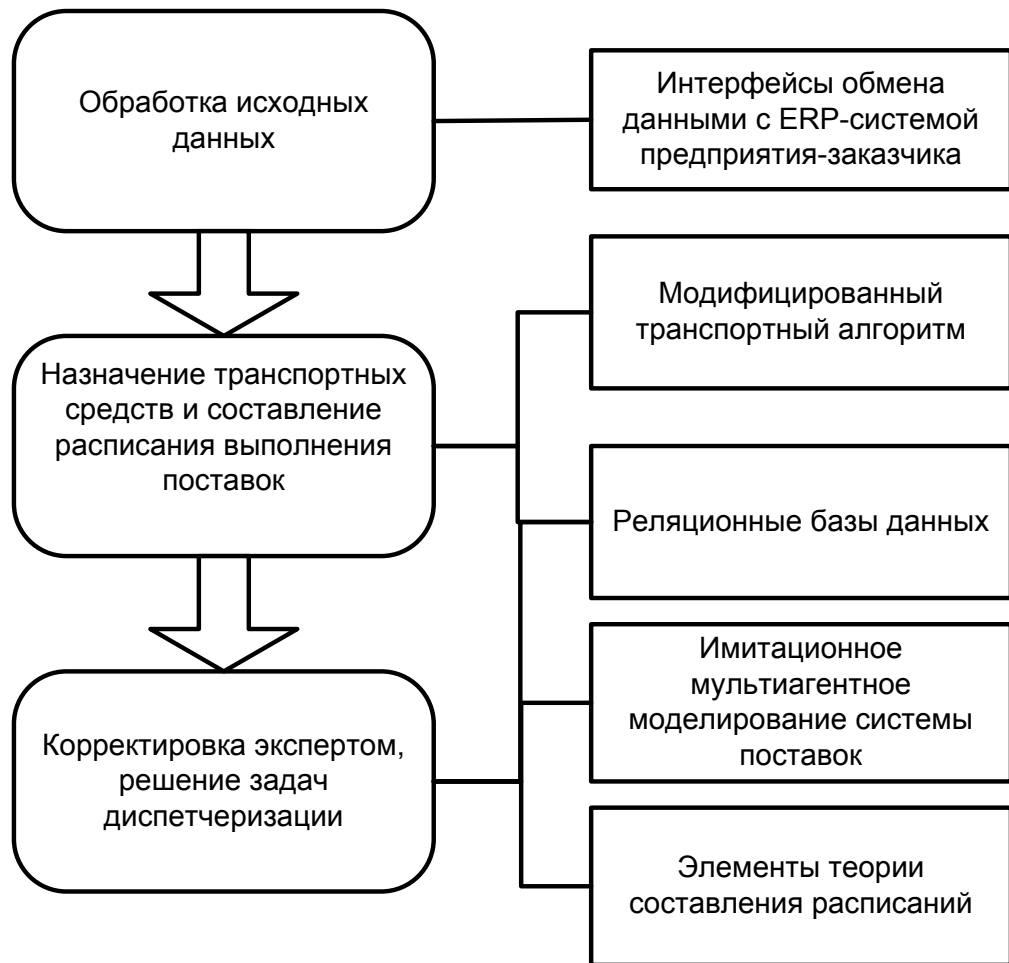 Обработка исходных
данных
Интерфейсы обмена
данными с ERP-системой
предприятия-заказчика
Модифицированный
транспортный алгоритм
Назначение транспортных
средств и составление
расписания выполнения
поставок
Реляционные базы данных
Имитационное
мультиагентное
моделирование системы
поставок
Корректировка экспертом,
решение задач
диспетчеризации
Элементы теории
составления расписаний